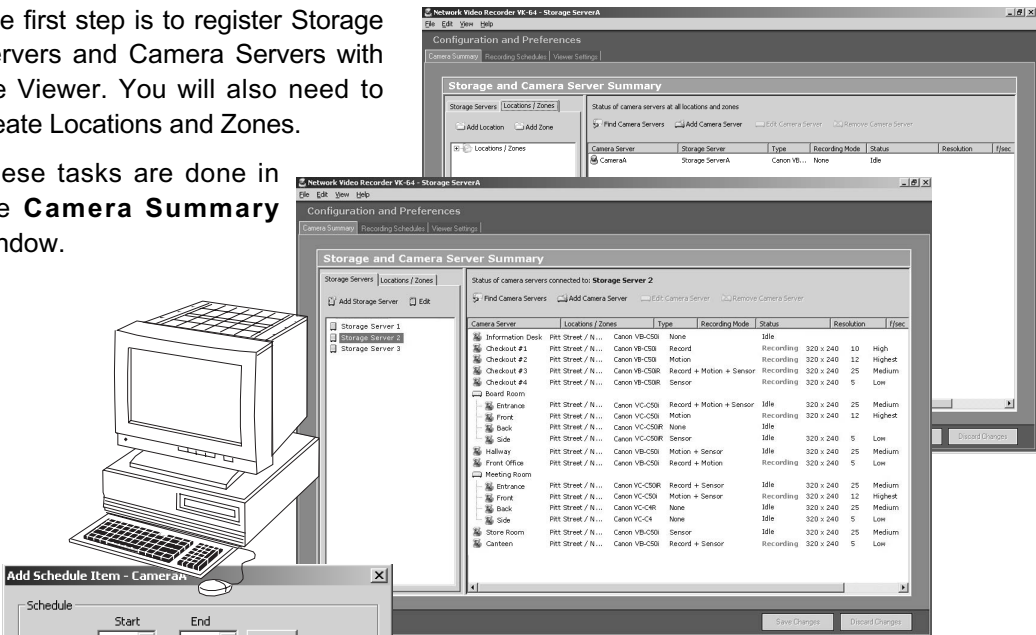 e first step is to register Storage
ervers and Camera Servers with
e Viewer. You will also need to
eate Locations and Zones.
ese tasks are done in
e Camera Summary
ndow.
Network Video Recorder VK-64 - Storage ServerA
File Edit View Help
Configuration and Preferences
Camera Summary Recording Schedules Viewer Settings
Storage and Camera Server Summary
Storage Servers Locations / Zones Status of camera servers at all locations and zones
Add Location Add Zone Find Camera Servers Add Camera Server Edit Camera Server Remove Camera Server
Locations / Zones
Camera Server Storage Server Type Recording Mode Status Resolution f/sec
CameraA Storage ServerA Canon VB... None Idle
Discard Changes
Network Video Recorder VK-64 - Storage ServerA
File Edit View Help
Configuration and Preferences
Camera Summary Recording Schedules Viewer Settings
Storage and Camera Server Summary
Storage Servers Locations / Zones Status of camera servers connected to: Storage Server 2
Add Storage Server Edit Find Camera Servers Add Camera Server Edit Camera Server Remove Camera Server
Storage Server 1
Storage Server 2
Storage Server 3
Camera Server Locations / Zones Type Recording Mode Status Resolution f/sec
Information Desk Pitt Street / N... Canon VB-C50i None Idle
Checkout #1 Pitt Street / N... Canon VB-C50i Record Recording 320 x 240 10 High
Checkout #2 Pitt Street / N... Canon VB-C50i Motion Recording 320 x 240 12 Highest
Checkout #3 Pitt Street / N... Canon VB-C50iR Record + Motion + Sensor Recording 320 x 240 25 Medium
Checkout #4 Pitt Street / N... Canon VB-C50iR Sensor Recording 320 x 240 5 Low
Board Room
Entrance Pitt Street / N... Canon VC-C50i Record + Motion + Sensor Idle 320 x 240 25 Medium
Front Pitt Street / N... Canon VC-C50i Motion Recording 320 x 240 12 Highest
Back Pitt Street / N... Canon VC-C50iR None Idle
Side Pitt Street / N... Canon VC-C50iR Sensor Idle 320 x 240 5 Low
Hallway Pitt Street / N... Canon VB-C50i Motion + Sensor Idle 320 x 240 25 Medium
Front Office Pitt Street / N... Canon VB-C50i Record + Motion Recording 320 x 240 5 Low
Meeting Room
Entrance Pitt Street / N... Canon VC-C50iR Record + Sensor Idle 320 x 240 25 Medium
Front Pitt Street / N... Canon VC-C50i Motion + Sensor Recording 320 x 240 12 Highest
Back Pitt Street / N... Canon VC-C4R None Idle 320 x 240 25 Medium
Side Pitt Street / N... Canon VC-C4 None Idle 320 x 240 5 Low
Store Room Pitt Street / N... Canon VB-C50i Sensor Idle 320 x 240 25 Medium
Canteen Pitt Street / N... Canon VB-C50i Record + Sensor Recording 320 x 240 5 Low
Save Changes Discard Changes
Add Schedule Item - CameraA
Schedule
Start End